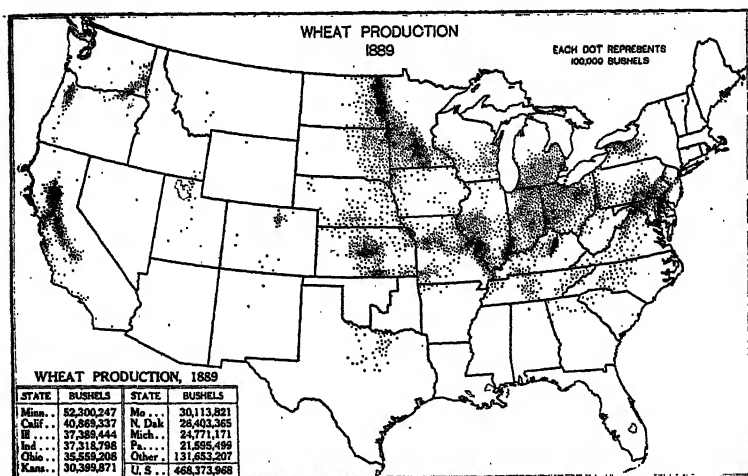 WHEAT PRODUCTION
1889
EACH DOT REPRESENTS
100,000 BUSHELS
WHEAT PRODUCTION, 1889
STATE BUSHELS STATE BUSHELS
Minn.. 52,300,247 Mo... 30,113,821
Calif.. 40,869,337 N. Dak 26,403,365
Ill... 37,389,444 Mich.. 24,771,171
Ind... 37,318,798 Pa.... 21,595,499
Ohio.. 35,559,208 Other. 131,653,207
Kans.. 30,399,871 U. S.. 468,373,968